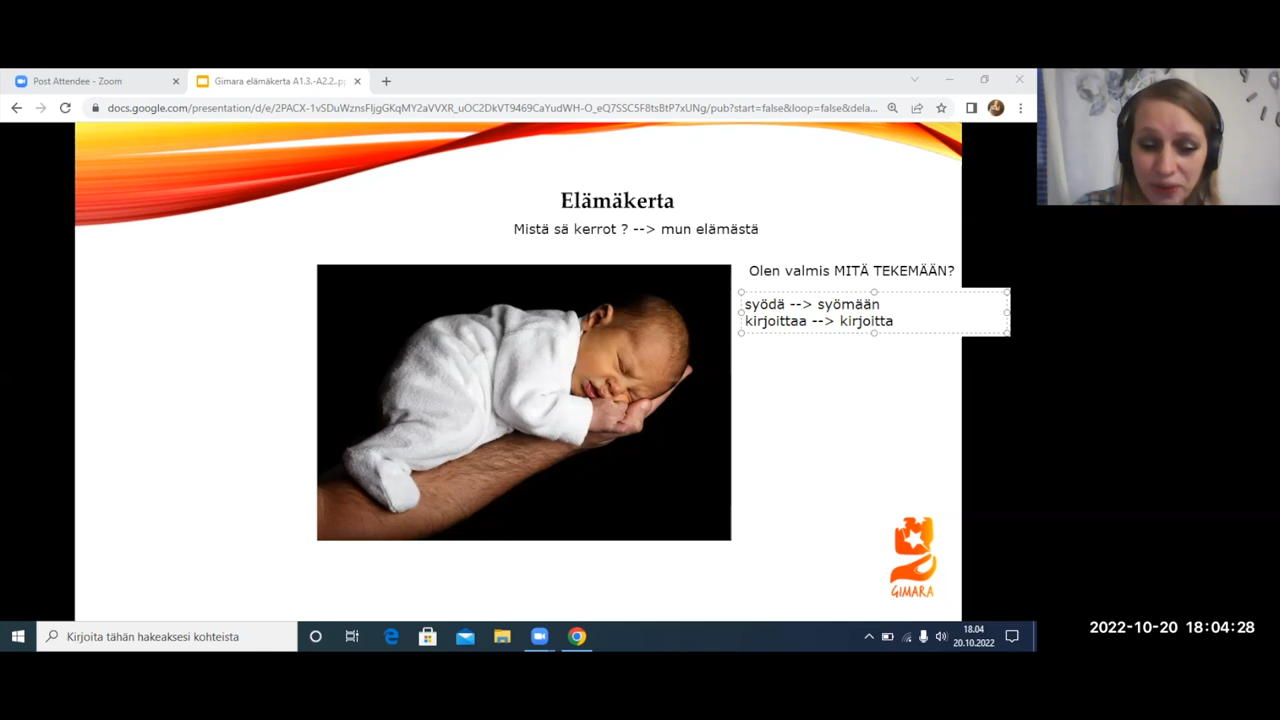 Post Attendee - Zoom
Gimara elämäkerta A1.3.-A2.2..pp
docs.google.com/presentation/d/e/2PACX-1vSDuWznsFIjgGKqMY2aVVXR_uOC2DkVT9469CaYudWH-O_eQ7SSC5F8tsBtP7xUNg/pub?start=false&loop=false&dela...
Elämäkerta
Mistä sä kerrot ? --> mun elämästä
Olen valmis MITÄ TEKEMÄÄN?
syödä --> syömään
kirjoittaa --> kirjoitta
GIMARA
Kirjoita tähän hakeaksesi kohteista
18.04
20.10.2022
2022-10-20 18:04:28